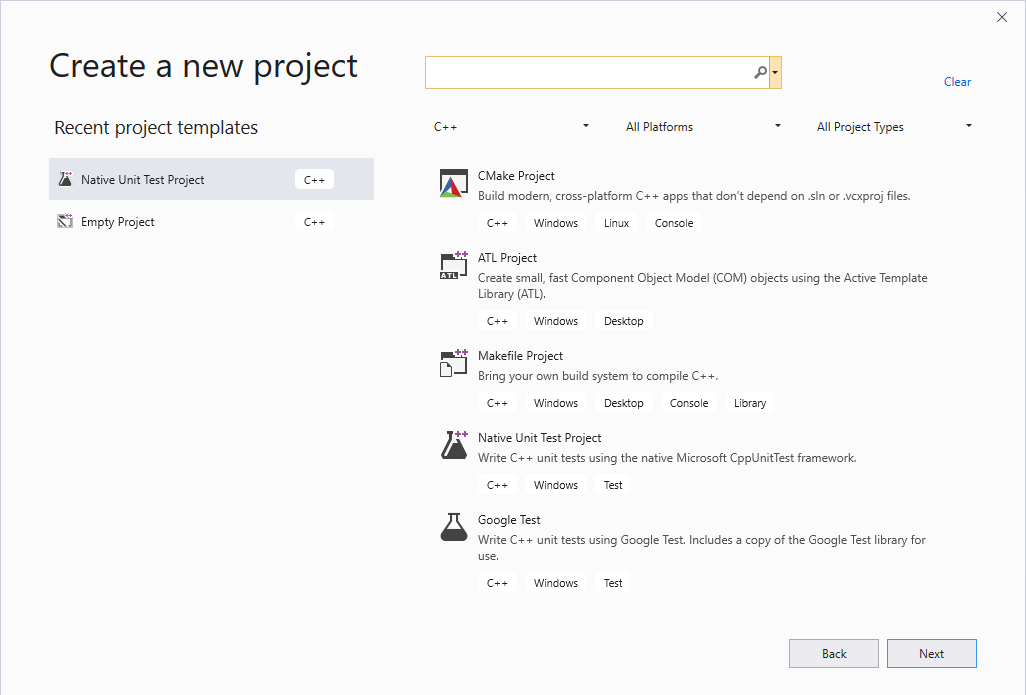 Create a new project
Clear
Recent project templates
C++ All Platforms All Project Types
Native Unit Test Project C++
Empty Project C++
CMake Project
Build modern, cross-platform C++ apps that don't depend on .sln or .vcxproj files.
C++ Windows Linux Console
ATL Project
Create small, fast Component Object Model (COM) objects using the Active Template
Library (ATL).
C++ Windows Desktop
Makefile Project
Bring your own build system to compile C++.
C++ Windows Desktop Console Library
Native Unit Test Project
Write C++ unit tests using the native Microsoft CppUnitTest framework.
C++ Windows Test
Google Test
Write C++ unit tests using Google Test. Includes a copy of the Google Test library for
use.
C++ Windows Test
Back Next
ATL